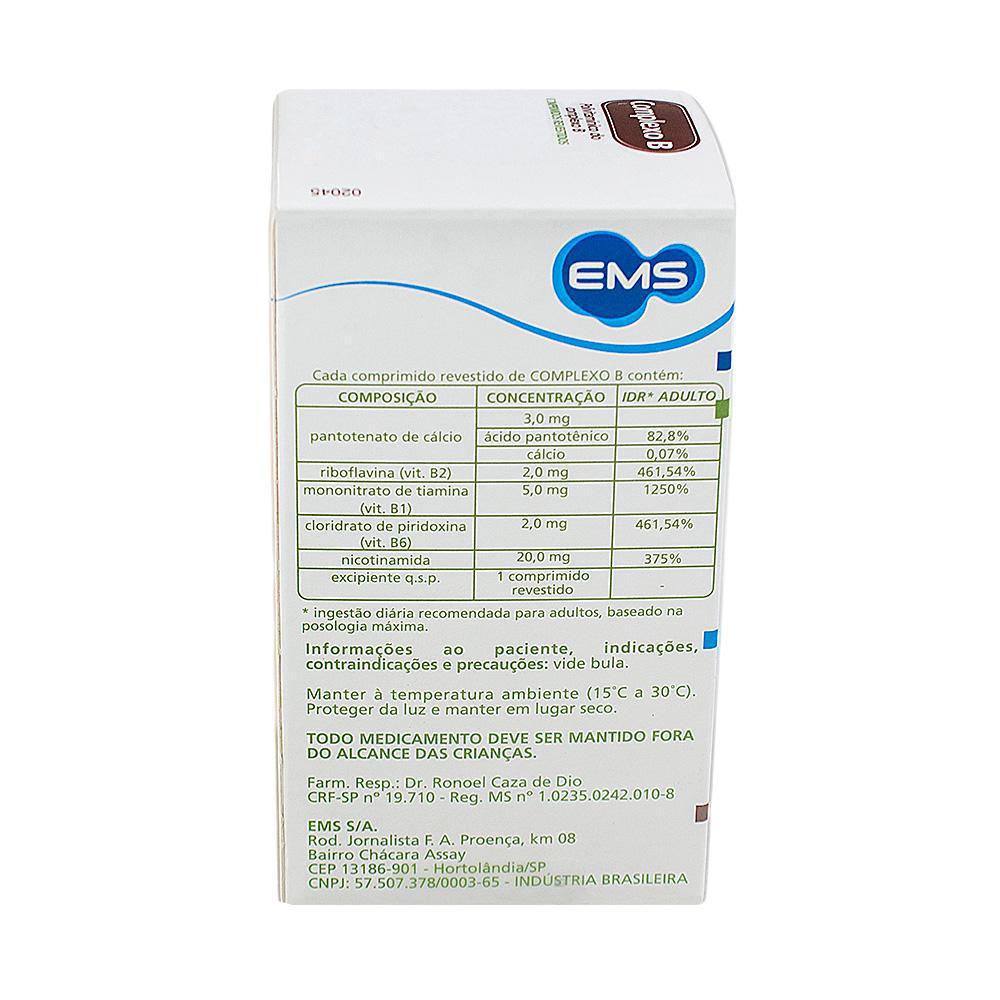 Complexo B
Polivitamínico do
complexo B
COMPRIMIDOS REVESTIDOS
02045
EMS
Cada comprimido revestido de COMPLEXO B contém:
COMPOSIÇÃO CONCENTRAÇÃO IDR* ADULTO
3,0 mg
pantotenato de cálcio ácido pantotênico 82,8%
cálcio 0,07%
riboflavina (vit. B2) 2,0 mg 461,54%
mononitrato de tiamina 5,0 mg 1250%
(vit. B1)
cloridrato de piridoxina 2,0 mg 461,54%
(vit. B6)
nicotinamida 20,0 mg 375%
excipiente q.s.p. 1 comprimido -
revestido
* ingestão diária recomendada para adultos, baseado na
posologia máxima.
Informações ao paciente, indicações,
contraindicações e precauções: vide bula.
Manter à temperatura ambiente (15°C a 30°C).
Proteger da luz e manter em lugar seco.
TODO MEDICAMENTO DEVE SER MANTIDO FORA
DO ALCANCE DAS CRIANÇAS.
Farm. Resp.: Dr. Ronoel Caza de Dio
CRF-SP nº 19.710 - Reg. MS nº 1.0235.0242.010-8
EMS S/A.
Rod. Jornalista F. A. Proença, km 08
Bairro Chácara Assay
CEP 13186-901 - Hortolândia/SP
CNPJ: 57.507.378/0003-65 - INDÚSTRIA BRASILEIRA